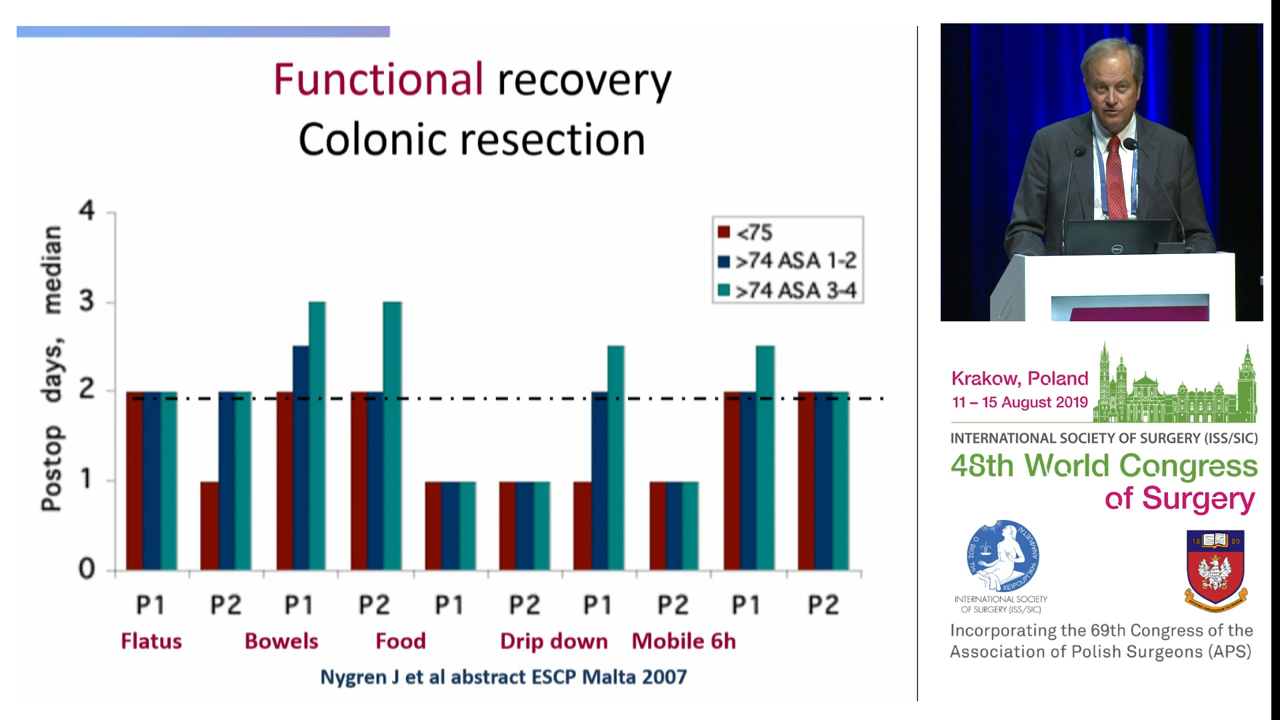 Functional recovery
Colonic resection
Postop days, median
4
3
2
1
0
<75
>74 ASA 1-2
>74 ASA 3-4
P1 P2 P1 P2 P1 P2 P1 P2 P1 P2
Flatus Bowels Food Drip down Mobile 6h
Nygren J et al abstract ESCP Malta 2007
DELL
Krakow, Poland
11 – 15 August 2019
INTERNATIONAL SOCIETY OF SURGERY (ISS/SIC)
48th World Congress
of Surgery
INTERNATIONAL SOCIETY
OF SURGERY (ISS/SIC)
18 89
Incorporating the 69th Congress of the
Association of Polish Surgeons (APS)